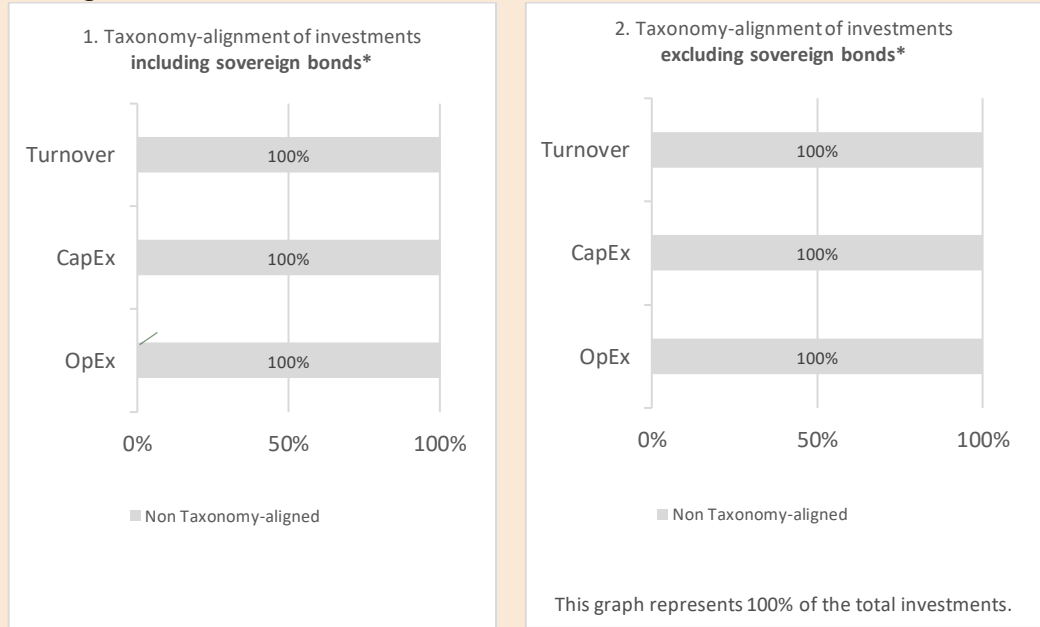 1. Taxonomy-alignment of investments
including sovereign bonds*
Turnover
100%
CapEx
100%
OpEx
100%
0%
50%
100%
Non Taxonomy-aligned
2. Taxonomy-alignment of investments
excluding sovereign bonds*
Turnover
100%
CapEx
100%
OpEx
100%
0%
50%
100%
Non Taxonomy-aligned
This graph represents 100% of the total investments.